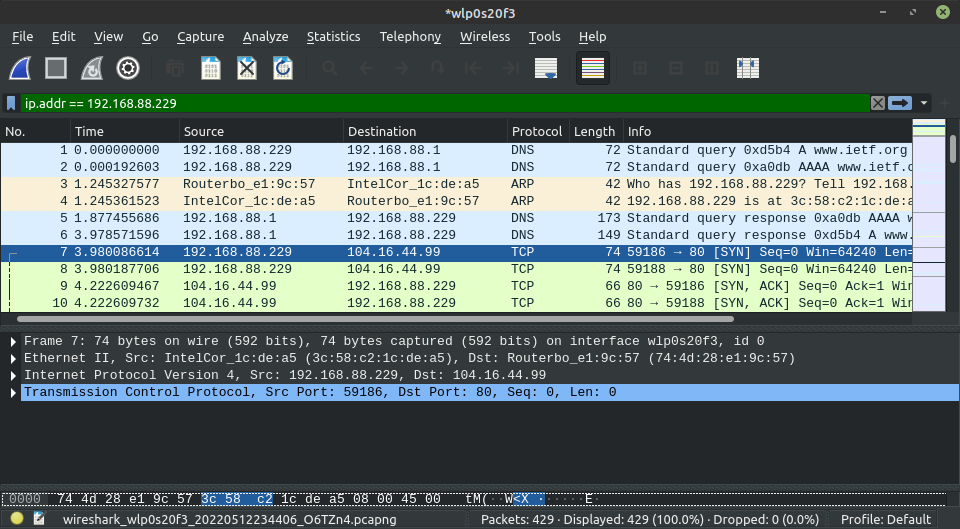 *wlp0s20f3
File Edit View Go Capture Analyze Statistics Telephony Wireless Tools Help
ip.addr == 192.168.88.229
No. Time Source Destination Protocol Length Info
1 0.000000000 192.168.88.229 192.168.88.1 DNS 72 Standard query 0xd5b4 A www.ietf.org
2 0.000192603 192.168.88.229 192.168.88.1 DNS 72 Standard query 0xa0db AAAA www.ietf.c
3 1.245327577 Routerbo_e1:9c:57 IntelCor_1c:de:a5 ARP 42 Who has 192.168.88.229? Tell 192.168.
4 1.245361523 IntelCor_1c:de:a5 Routerbo_e1:9c:57 ARP 42 192.168.88.229 is at 3c:58:c2:1c:de:a
5 1.877455686 192.168.88.1 192.168.88.229 DNS 173 Standard query response 0xa0db AAAA w
6 3.978571596 192.168.88.1 192.168.88.229 DNS 149 Standard query response 0xd5b4 A www.
7 3.980086614 192.168.88.229 104.16.44.99 TCP 74 59186 → 80 [SYN] Seq=0 Win=64240 Len=
8 3.980187706 192.168.88.229 104.16.44.99 TCP 74 59188 → 80 [SYN] Seq=0 Win=64240 Len=
9 4.222609467 104.16.44.99 192.168.88.229 TCP 66 80 → 59188 [SYN, ACK] Seq=0 Ack=1 Win
10 4.222609732 104.16.44.99 192.168.88.229 TCP 66 80 → 59186 [SYN, ACK] Seq=0 Ack=1 Win
Frame 7: 74 bytes on wire (592 bits), 74 bytes captured (592 bits) on interface wlp0s20f3, id 0
Ethernet II, Src: IntelCor_1c:de:a5 (3c:58:c2:1c:de:a5), Dst: Routerbo_e1:9c:57 (74:4d:28:e1:9c:57)
Internet Protocol Version 4, Src: 192.168.88.229, Dst: 104.16.44.99
Transmission Control Protocol, Src Port: 59186, Dst Port: 80, Seq: 0, Len: 0
0000 74 4d 28 e1 9c 57 3c 58 c2 1c de a5 08 00 45 00 tM(··W<X ······E·
wireshark_wlp0s20f3_20220512234406_O6TZn4.pcapng Packets: 429 · Displayed: 429 (100.0%) · Dropped: 0 (0.0%) Profile: Default